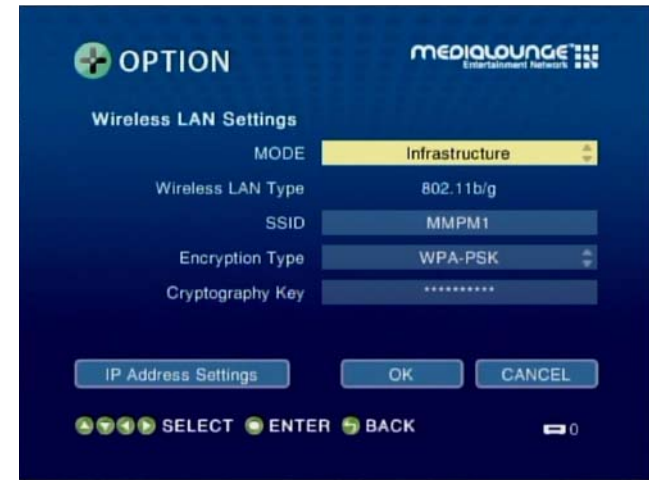 OPTION
MEDIALOUNGE
Entertainment Network
Wireless LAN Settings
MODE Infrastructure
Wireless LAN Type 802.11b/g
SSID MMPM1
Encryption Type WPA-PSK
Cryptography Key **********
IP Address Settings OK CANCEL
SELECT ENTER BACK 0